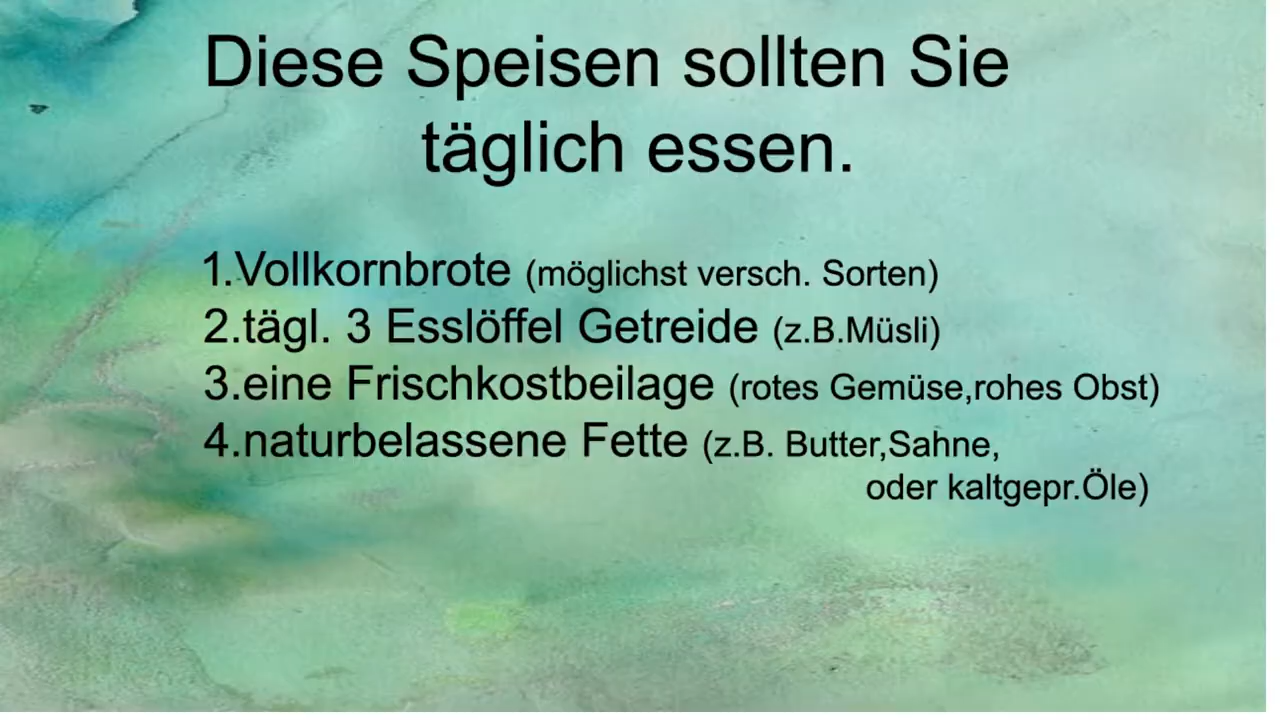 Diese Speisen sollten Sie
täglich essen.
1.Vollkornbrote (möglichst versch. Sorten)
2.tägl. 3 Esslöffel Getreide (z.B.Müsli)
3.eine Frischkostbeilage (rotes Gemüse,rohes Obst)
4.naturbelassene Fette (z.B. Butter,Sahne,
oder kaltgepr.Öle)